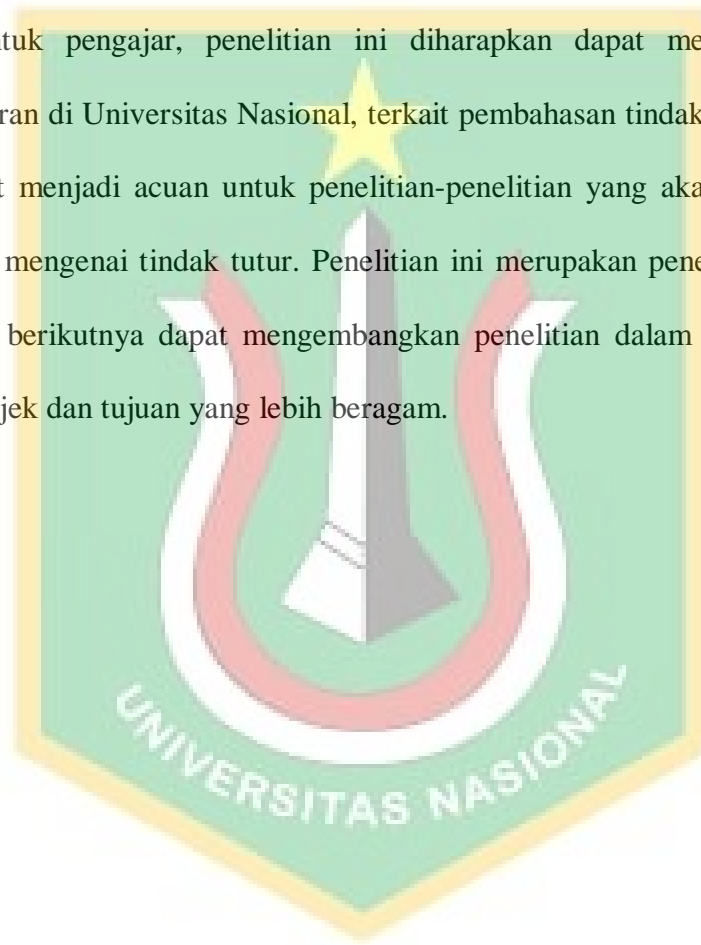 ntuk pengajar, penelitian ini diharapkan dapat me
ran di Universitas Nasional, terkait pembahasan tindak
t menjadi acuan untuk penelitian-penelitian yang aka
mengenai tindak tutur. Penelitian ini merupakan pene
berikutnya dapat mengembangkan penelitian dalam
jek dan tujuan yang lebih beragam.
UNIVERSITAS NASIONAL